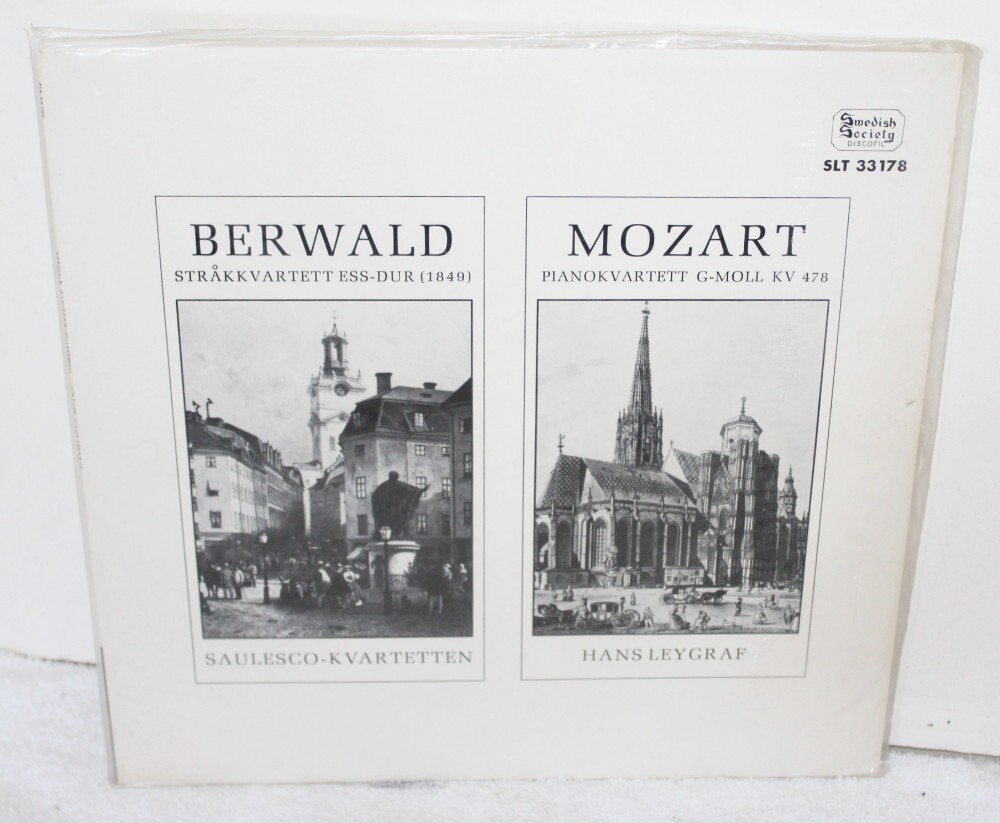 Swedish
Society
DISCOFIL
SLT 33178
BERWALD
STRÅKKVARTETT ESS-DUR (1849)
SAULESCO-KVARTETTEN
MOZART
PIANOKVARTETT G-MOLL KV 478
HANS LEYGRAF